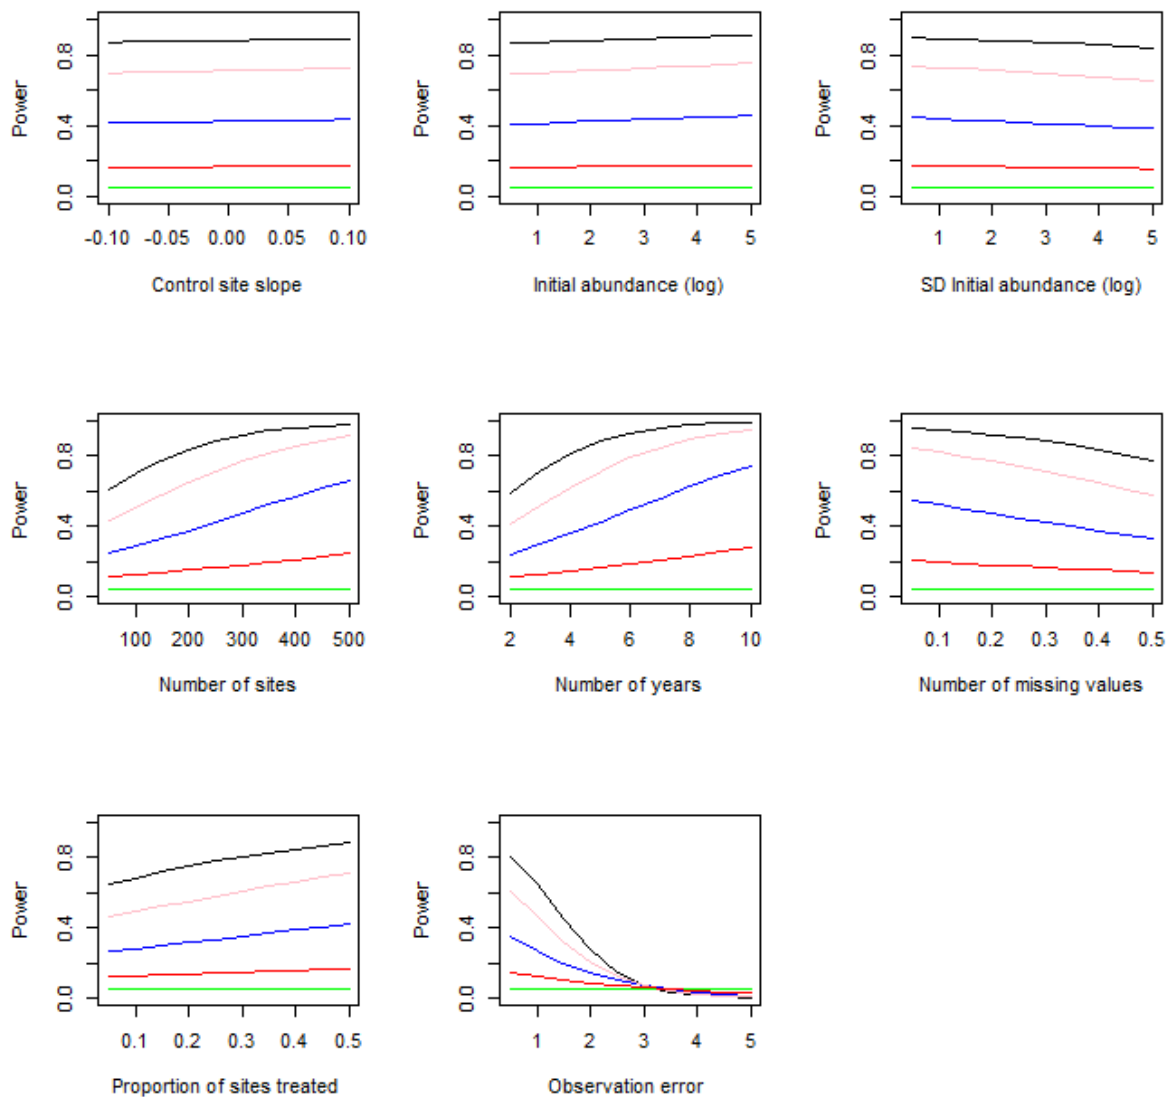 Power
0.0 0.4 0.8
-0.10 -0.05 0.00 0.05 0.10
Control site slope
Power
0.0 0.4 0.8
1 2 3 4 5
Initial abundance (log)
Power
0.0 0.4 0.8
1 2 3 4 5
SD Initial abundance (log)
Power
0.0 0.4 0.8
100 200 300 400 500
Number of sites
Power
0.0 0.4 0.8
2 4 6 8 10
Number of years
Power
0.0 0.4 0.8
0.1 0.2 0.3 0.4 0.5
Number of missing values
Power
0.0 0.4 0.8
0.1 0.2 0.3 0.4 0.5
Proportion of sites treated
Power
0.0 0.4 0.8
1 2 3 4 5
Observation error